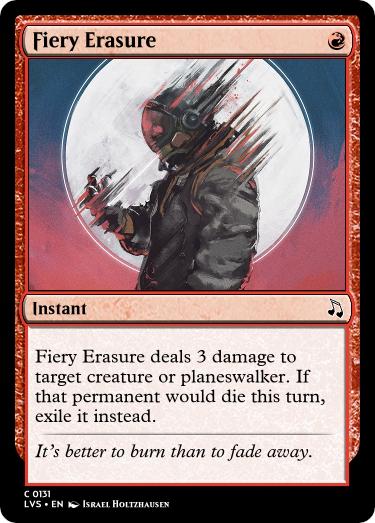 Fiery Erasure
Instant
Fiery Erasure deals 3 damage to
target creature or planeswalker. If
that permanent would die this turn,
exile it instead.
It's better to burn than to fade away.
C 0131
LVS • EN Israel Holtzhausen